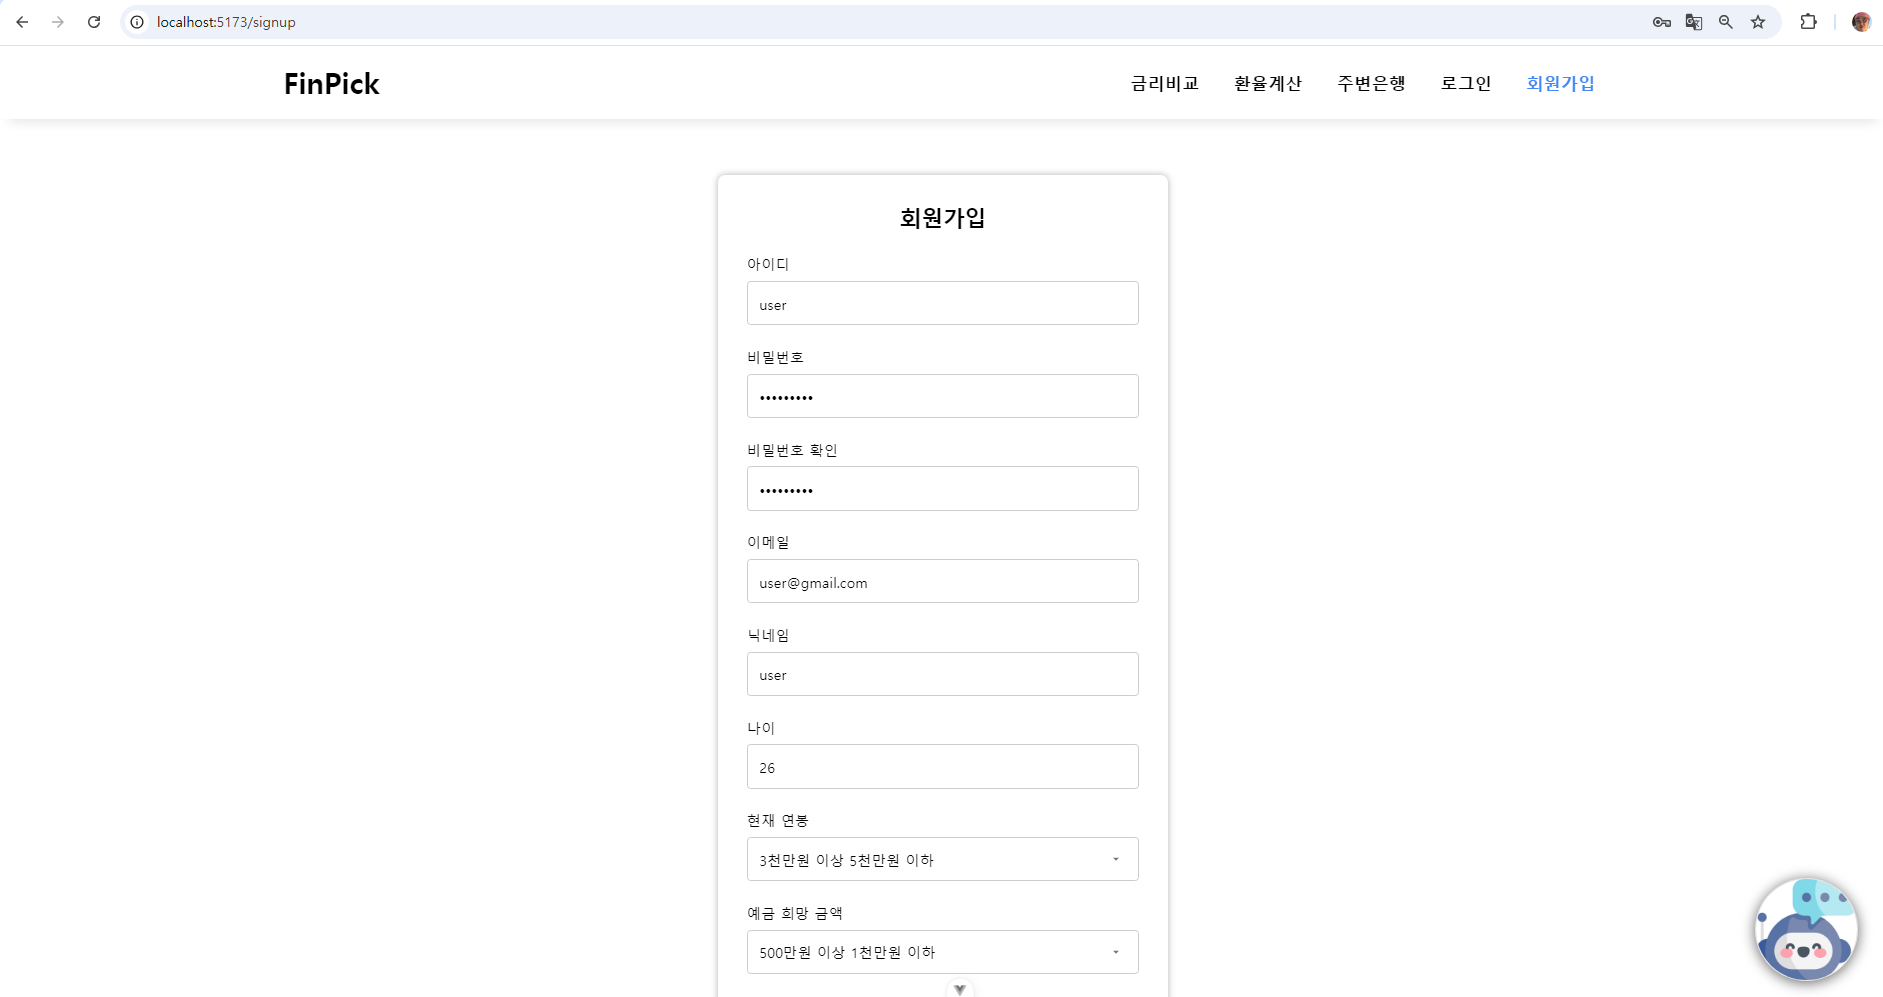 localhost:5173/signup
FinPick
금리비교 환율계산 주변은행 로그인 회원가입
회원가입
아이디
user
비밀번호
•••••••••
비밀번호 확인
•••••••••
이메일
user@gmail.com
닉네임
user
나이
26
현재 연봉
3천만원 이상 5천만원 이하
예금 희망 금액
500만원 이상 1천만원 이하